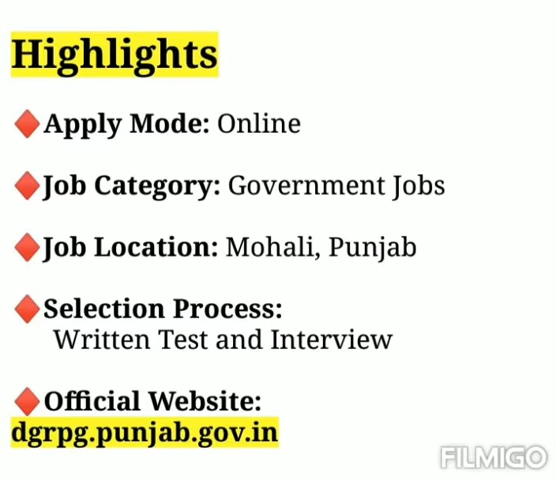 Highlights
♦Apply Mode: Online
♦Job Category: Government Jobs
♦Job Location: Mohali, Punjab
♦Selection Process:
Written Test and Interview
♦Official Website:
dgrpg.punjab.gov.in
FILMIGO